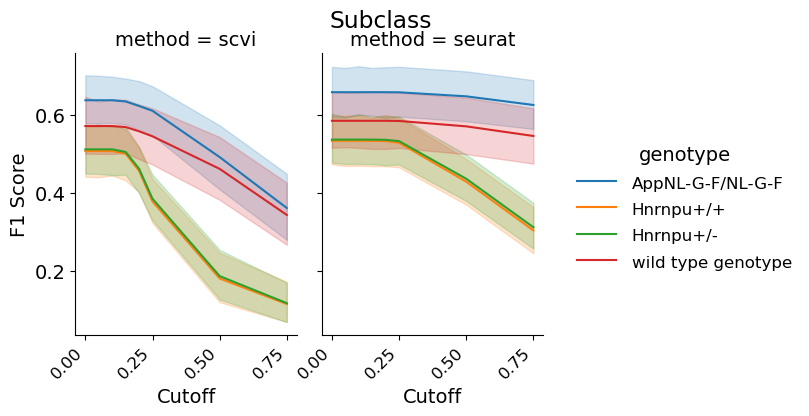 Subclass
method = scvi
method = seurat
F1 Score
0.6
0.4
0.2
0.00
0.25
0.50
0.75
Cutoff
0.00
0.25
0.50
0.75
Cutoff
genotype
AppNL-G-F/NL-G-F
Hnrnpu+/+
Hnrnpu+/-
wild type genotype